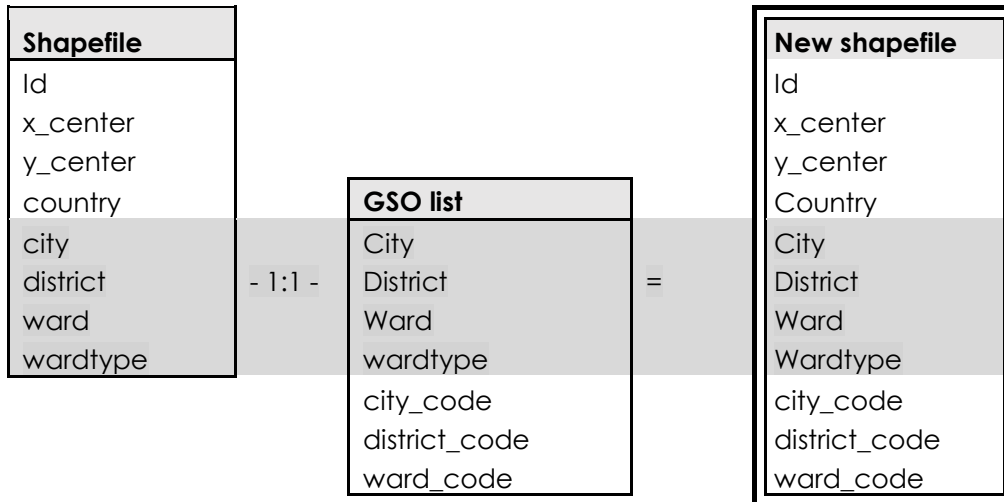 Shapefile
Id
x_center
y_center
country
city
district
ward
wardtype
- 1:1 -
GSO list
City
District
Ward
wardtype
city_code
district_code
ward_code
=
New shapefile
Id
x_center
y_center
Country
City
District
Ward
Wardtype
city_code
district_code
ward_code